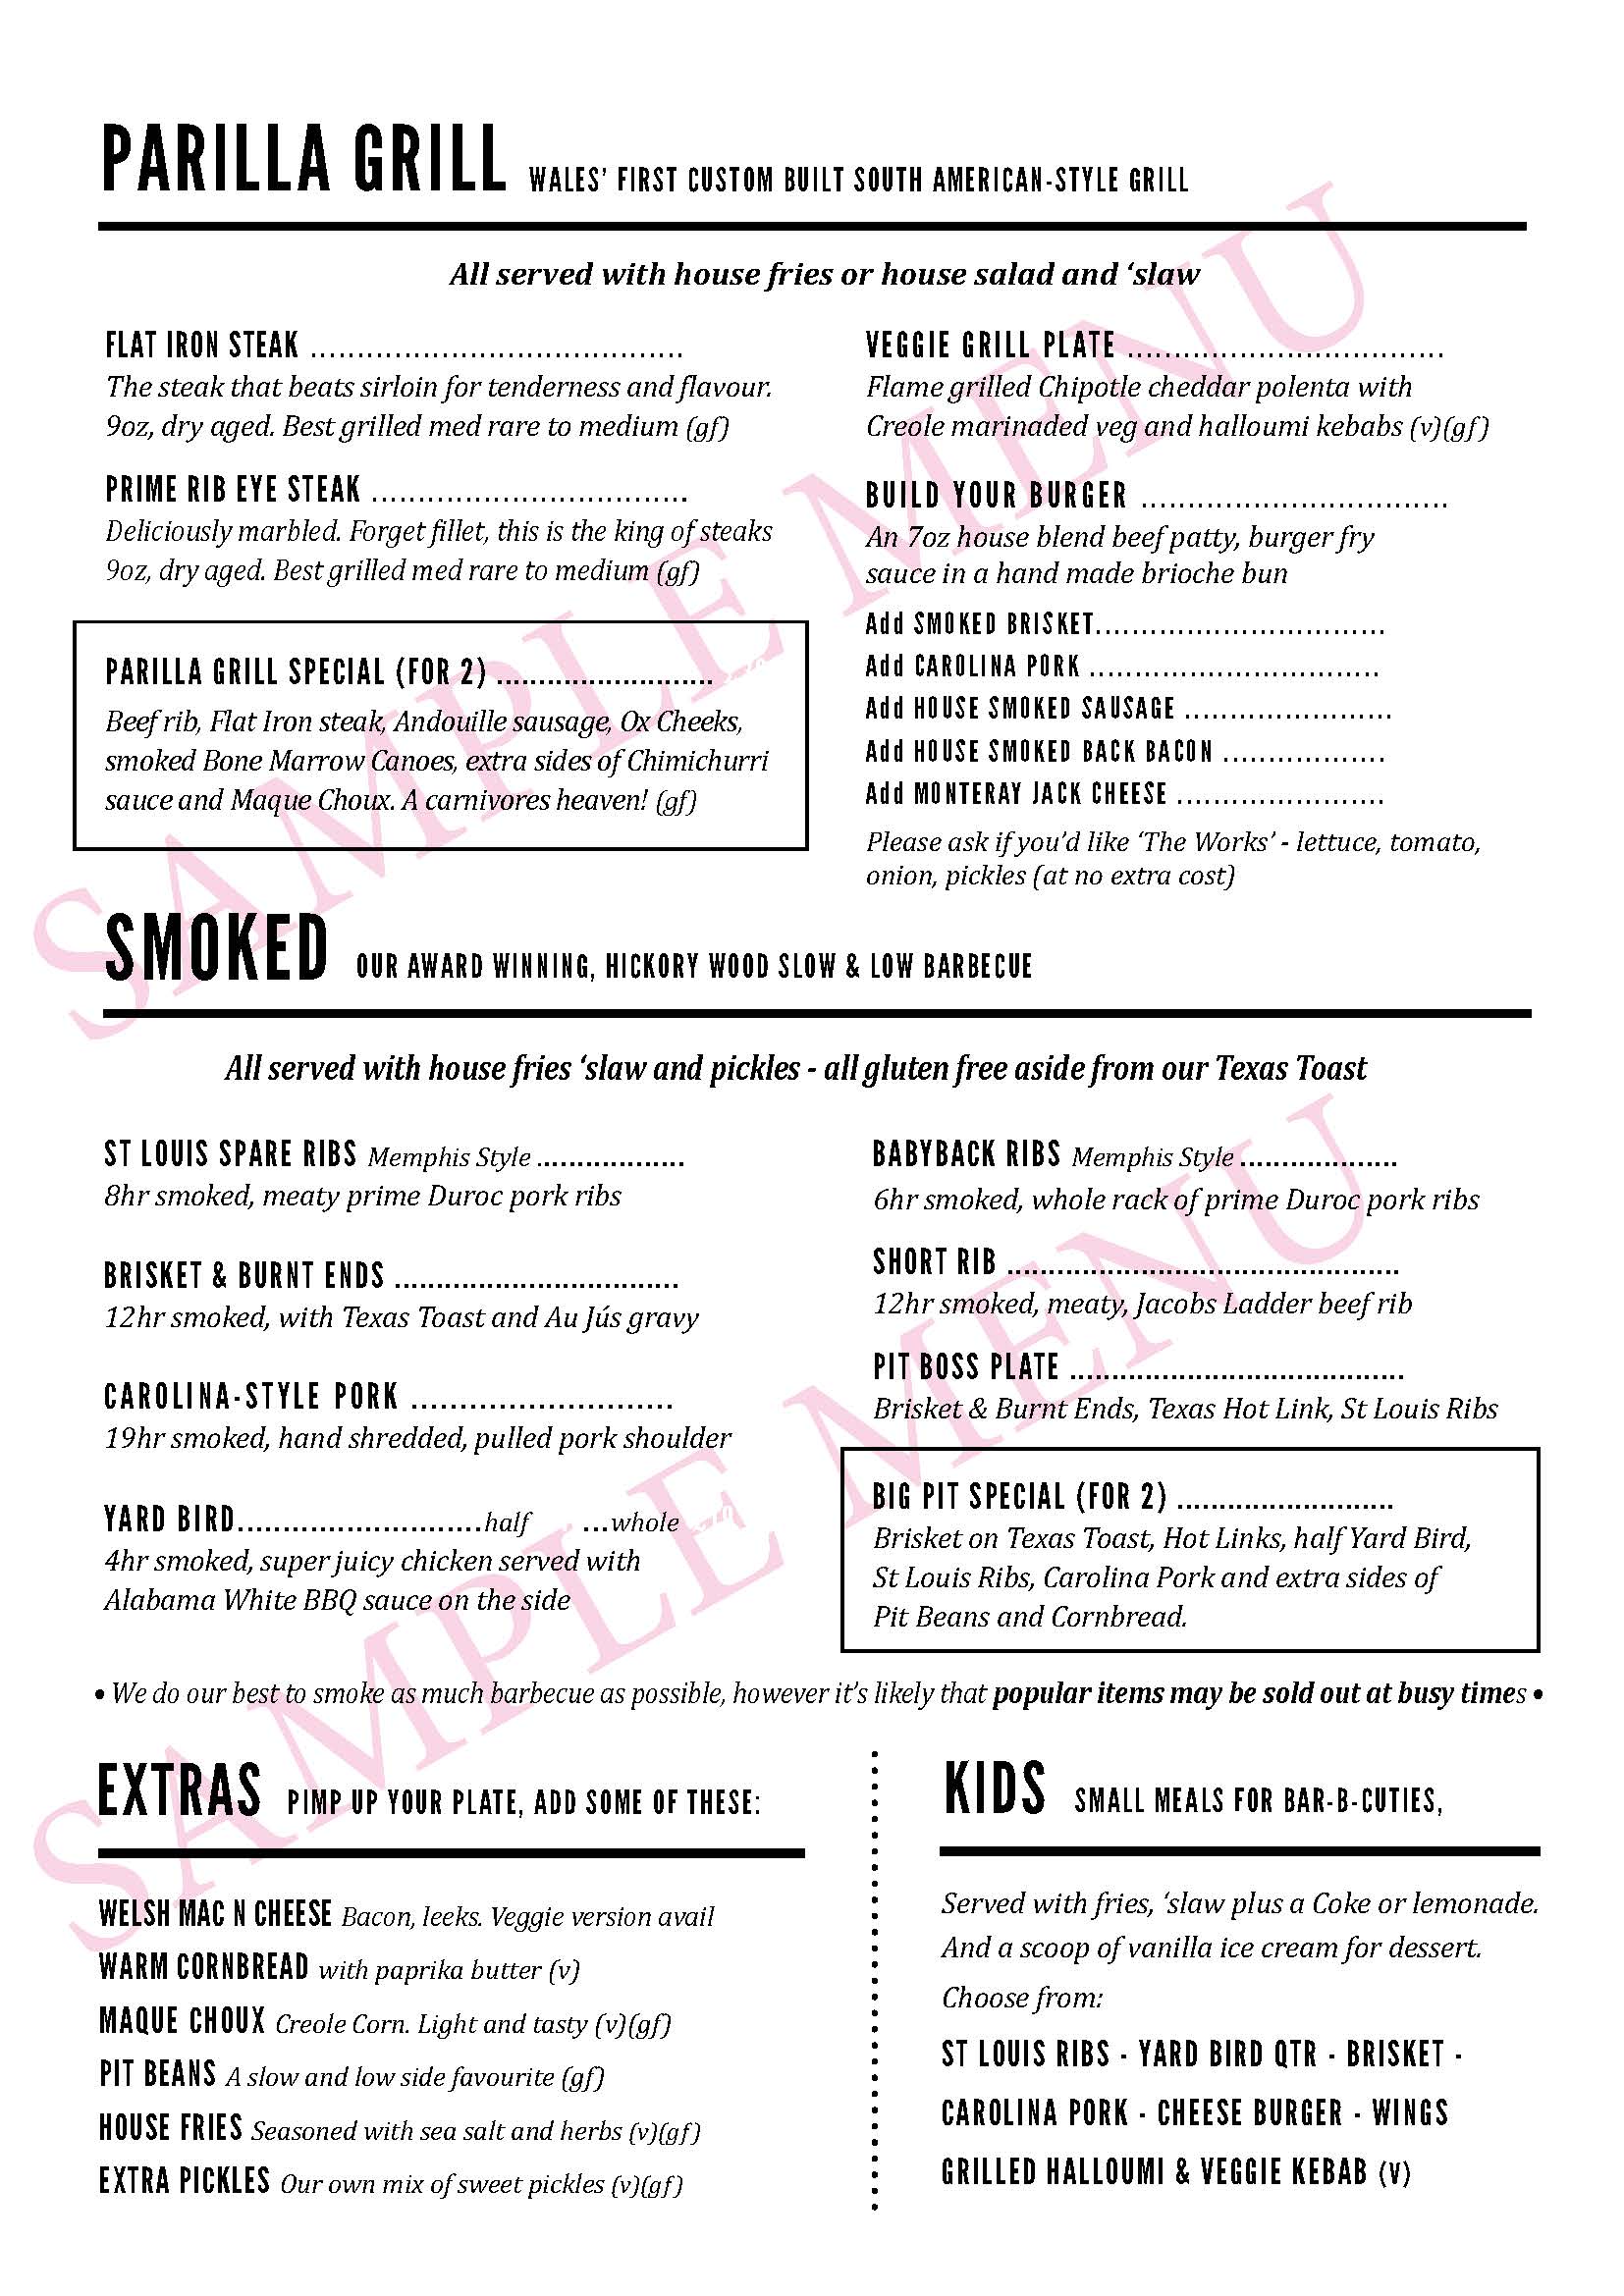 PARILLA GRILL WALES' FIRST CUSTOM BUILT SOUTH AMERICAN-STYLE GRILL
All served with house fries or house salad and ‘slaw
FLAT IRON STEAK ........................................
The steak that beats sirloin for tenderness and flavour.
9oz, dry aged. Best grilled med rare to medium (gf)
PRIME RIB EYE STEAK ..................................
Deliciously marbled. Forget fillet, this is the king of steaks
9oz, dry aged. Best grilled med rare to medium (gf)
PARILLA GRILL SPECIAL (FOR 2) ..........................
Beef rib, Flat Iron steak, Andouille sausage, Ox Cheeks,
smoked Bone Marrow Canoes, extra sides of Chimichurri
sauce and Maque Choux. A carnivores heaven! (gf)
VEGGIE GRILL PLATE ..................................
Flame grilled Chipotle cheddar polenta with
Creole marinaded veg and halloumi kebabs (v)(gf)
BUILD YOUR BURGER .................................
An 7oz house blend beef patty, burger fry
sauce in a hand made brioche bun
Add SMOKED BRISKET................................
Add CAROLINA PORK ................................
Add HOUSE SMOKED SAUSAGE .......................
Add HOUSE SMOKED BACK BACON ..................
Add MONTERAY JACK CHEESE .......................
Please ask if you’d like ‘The Works’ - lettuce, tomato,
onion, pickles (at no extra cost)
SMOKED OUR AWARD WINNING, HICKORY WOOD SLOW & LOW BARBECUE
All served with house fries ‘slaw and pickles - all gluten free aside from our Texas Toast
ST LOUIS SPARE RIBS Memphis Style ..................
8hr smoked, meaty prime Duroc pork ribs
BRISKET & BURNT ENDS ..................................
12hr smoked, with Texas Toast and Au Jús gravy
CAROLINA-STYLE PORK ...........................
19hr smoked, hand shredded, pulled pork shoulder
YARD BIRD...........................half ...whole
4hr smoked, super juicy chicken served with
Alabama White BBQ sauce on the side
BABYBACK RIBS Memphis Style ...................
6hr smoked, whole rack of prime Duroc pork ribs
SHORT RIB ...............................................
12hr smoked, meaty, Jacobs Ladder beef rib
PIT BOSS PLATE ........................................
Brisket & Burnt Ends, Texas Hot Link, St Louis Ribs
BIG PIT SPECIAL (FOR 2) ..........................
Brisket on Texas Toast, Hot Links, half Yard Bird,
St Louis Ribs, Carolina Pork and extra sides of
Pit Beans and Cornbread.
• We do our best to smoke as much barbecue as possible, however it’s likely that popular items may be sold out at busy times •
EXTRAS PIMP UP YOUR PLATE, ADD SOME OF THESE:
WELSH MAC N CHEESE Bacon, leeks. Veggie version avail
WARM CORNBREAD with paprika butter (v)
MAQUE CHOUX Creole Corn. Light and tasty (v)(gf)
PIT BEANS A slow and low side favourite (gf)
HOUSE FRIES Seasoned with sea salt and herbs (v)(gf)
EXTRA PICKLES Our own mix of sweet pickles (v)(gf)
KIDS SMALL MEALS FOR BAR-B-CUTIES,
Served with fries, ‘slaw plus a Coke or lemonade.
And a scoop of vanilla ice cream for dessert.
Choose from:
ST LOUIS RIBS - YARD BIRD QTR - BRISKET -
CAROLINA PORK - CHEESE BURGER - WINGS
GRILLED HALLOUMI & VEGGIE KEBAB (V)
SAMPLE MENU
SAMPLE MENU